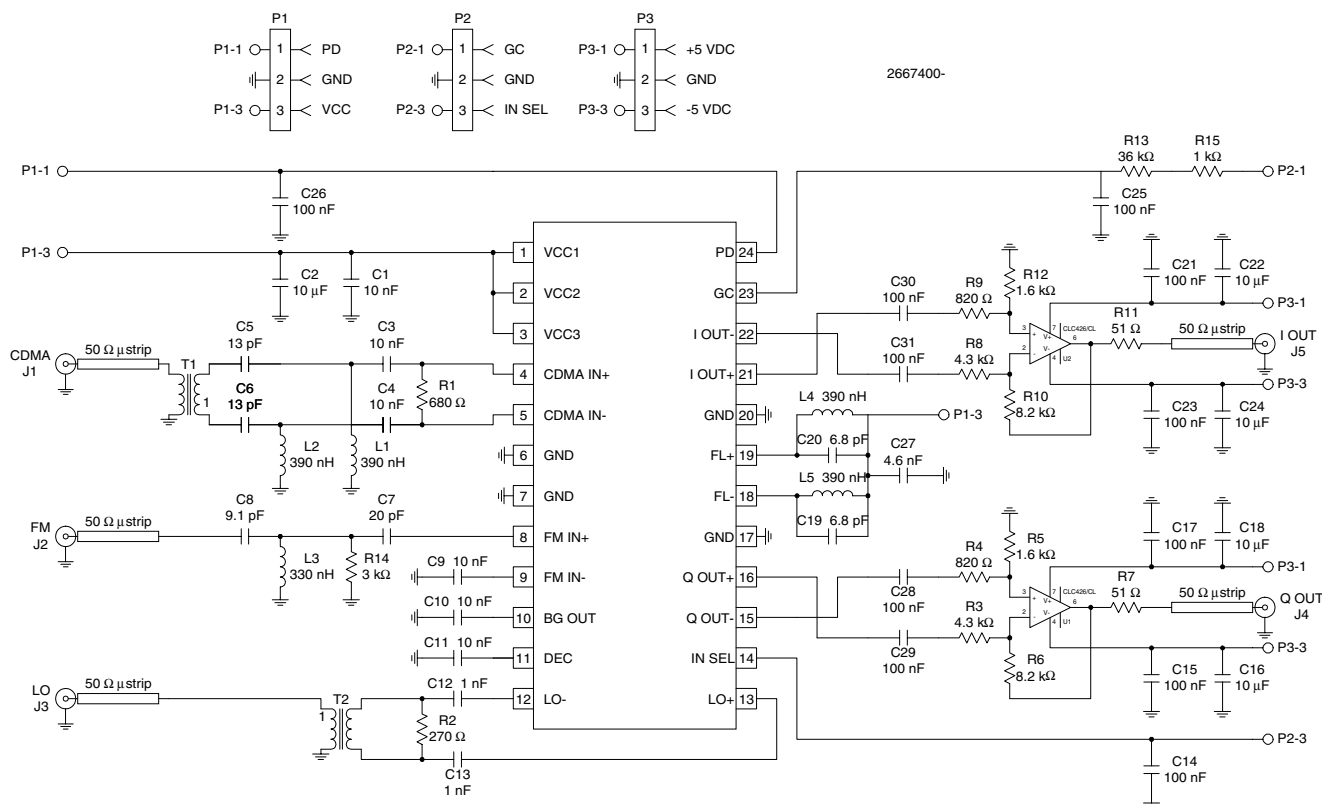 P1
P2
P3
P1-1 1 PD
P2-1 1 GC
P3-1 1 +5 VDC
2 GND
2 GND
2 GND
P1-3 3 VCC
P2-3 3 IN SEL
P3-3 3 -5 VDC
2667400-
P1-1
C26
100 nF
R13
36 kΩ
R15
1 kΩ
P2-1
C25
100 nF
P1-3
C2
10 µF
C1
10 nF
1 VCC1
2 VCC2
3 VCC3
4 CDMA IN+
5 CDMA IN-
6 GND
7 GND
8 FM IN+
9 FM IN-
10 BG OUT
11 DEC
12 LO-
PD 24
GC 23
I OUT- 22
I OUT+ 21
GND 20
FL+ 19
FL- 18
GND 17
Q OUT+ 16
Q OUT- 15
IN SEL 14
LO+ 13
CDMA
J1
50 Ω µstrip
T1
1
C5
13 pF
C6
13 pF
C3
10 nF
C4
10 nF
R1
680 Ω
L2
390 nH
L1
390 nH
FM
J2
50 Ω µstrip
C8
9.1 pF
C7
20 pF
L3
330 nH
R14
3 kΩ
C9 10 nF
C10 10 nF
C11 10 nF
LO
J3
50 Ω µstrip
T2
1
C12 1 nF
R2
270 Ω
C13
1 nF
C30
100 nF
R9
820 Ω
R12
1.6 kΩ
C31
100 nF
R8
4.3 kΩ
R10
8.2 kΩ
3
+
2
-
7
V+
V-
4
6
CLC426/CL
U2
C21
100 nF
C22
10 µF
P3-1
R11
51 Ω
50 Ω µstrip
I OUT
J5
P3-3
C23
100 nF
C24
10 µF
L4 390 nH
P1-3
C20 6.8 pF
C27
4.6 nF
L5 390 nH
C19 6.8 pF
C28
100 nF
R4
820 Ω
R5
1.6 kΩ
C29
100 nF
R3
4.3 kΩ
R6
8.2 kΩ
3
+
2
-
7
V+
V-
4
6
CLC426/CL
U1
C17
100 nF
C18
10 µF
P3-1
R7
51 Ω
50 Ω µstrip
Q OUT
J4
P3-3
C15
100 nF
C16
10 µF
P2-3
C14
100 nF